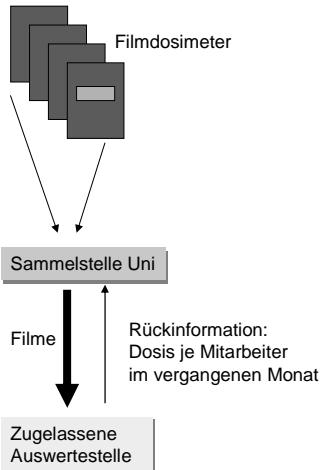 Filmdosimeter
Sammelstelle Uni
Filme
Rückinformation:
Dosis je Mitarbeiter
im vergangenen Monat
Zugelassene
Auswertestelle